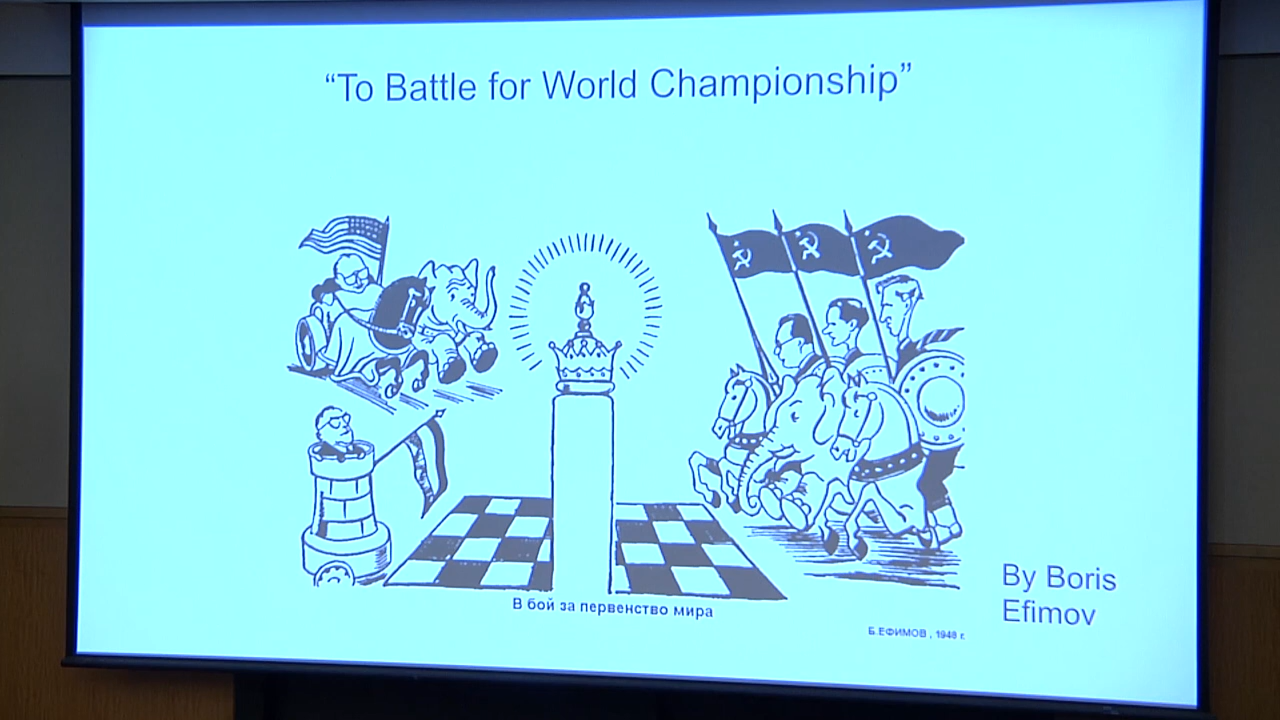 “To Battle for World Championship”
В бой за первенство мира
Б.ЕФИМОВ , 1948 г.
By Boris
Efimov